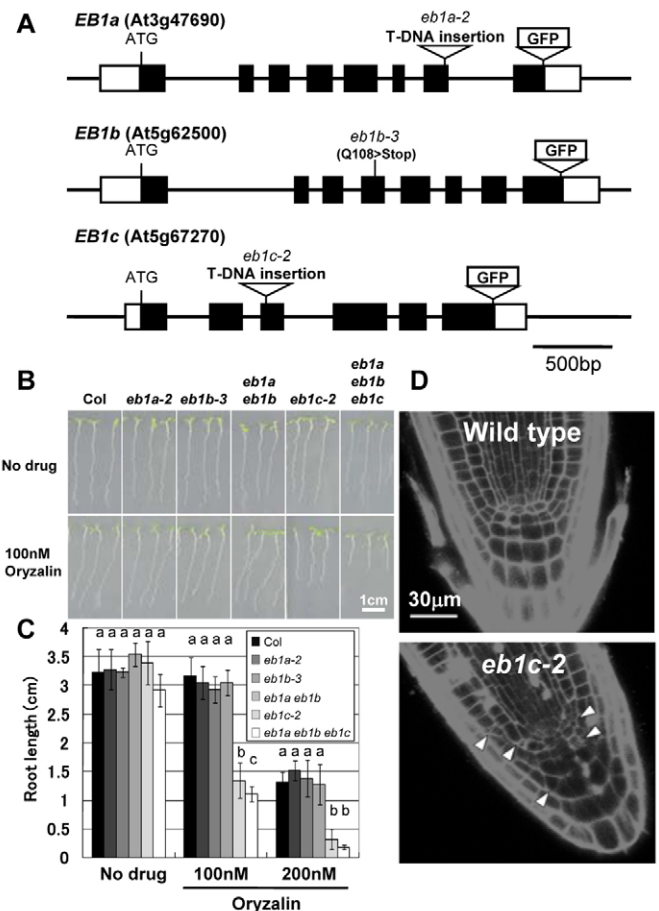 A
EB1a (At3g47690)
ATG
eb1a-2
T-DNA insertion
GFP
EB1b (At5g62500)
ATG
eb1b-3
(Q108>Stop)
GFP
EB1c (At5g67270)
ATG
eb1c-2
T-DNA insertion
GFP
500bp
B
Col
eb1a-2
eb1b-3
eb1a
eb1b
eb1c-2
eb1a
eb1b
eb1c
No drug
100nM
Oryzalin
1cm
C
Root length (cm)
4
3.5
3
2.5
2
1.5
1
0.5
0
a a a a a a
a a a a
b
c
a a a a
b b
Col
eb1a-2
eb1b-3
eb1a eb1b
eb1c-2
eb1a eb1b eb1c
No drug
100nM
200nM
Oryzalin
D
Wild type
30µm
eb1c-2